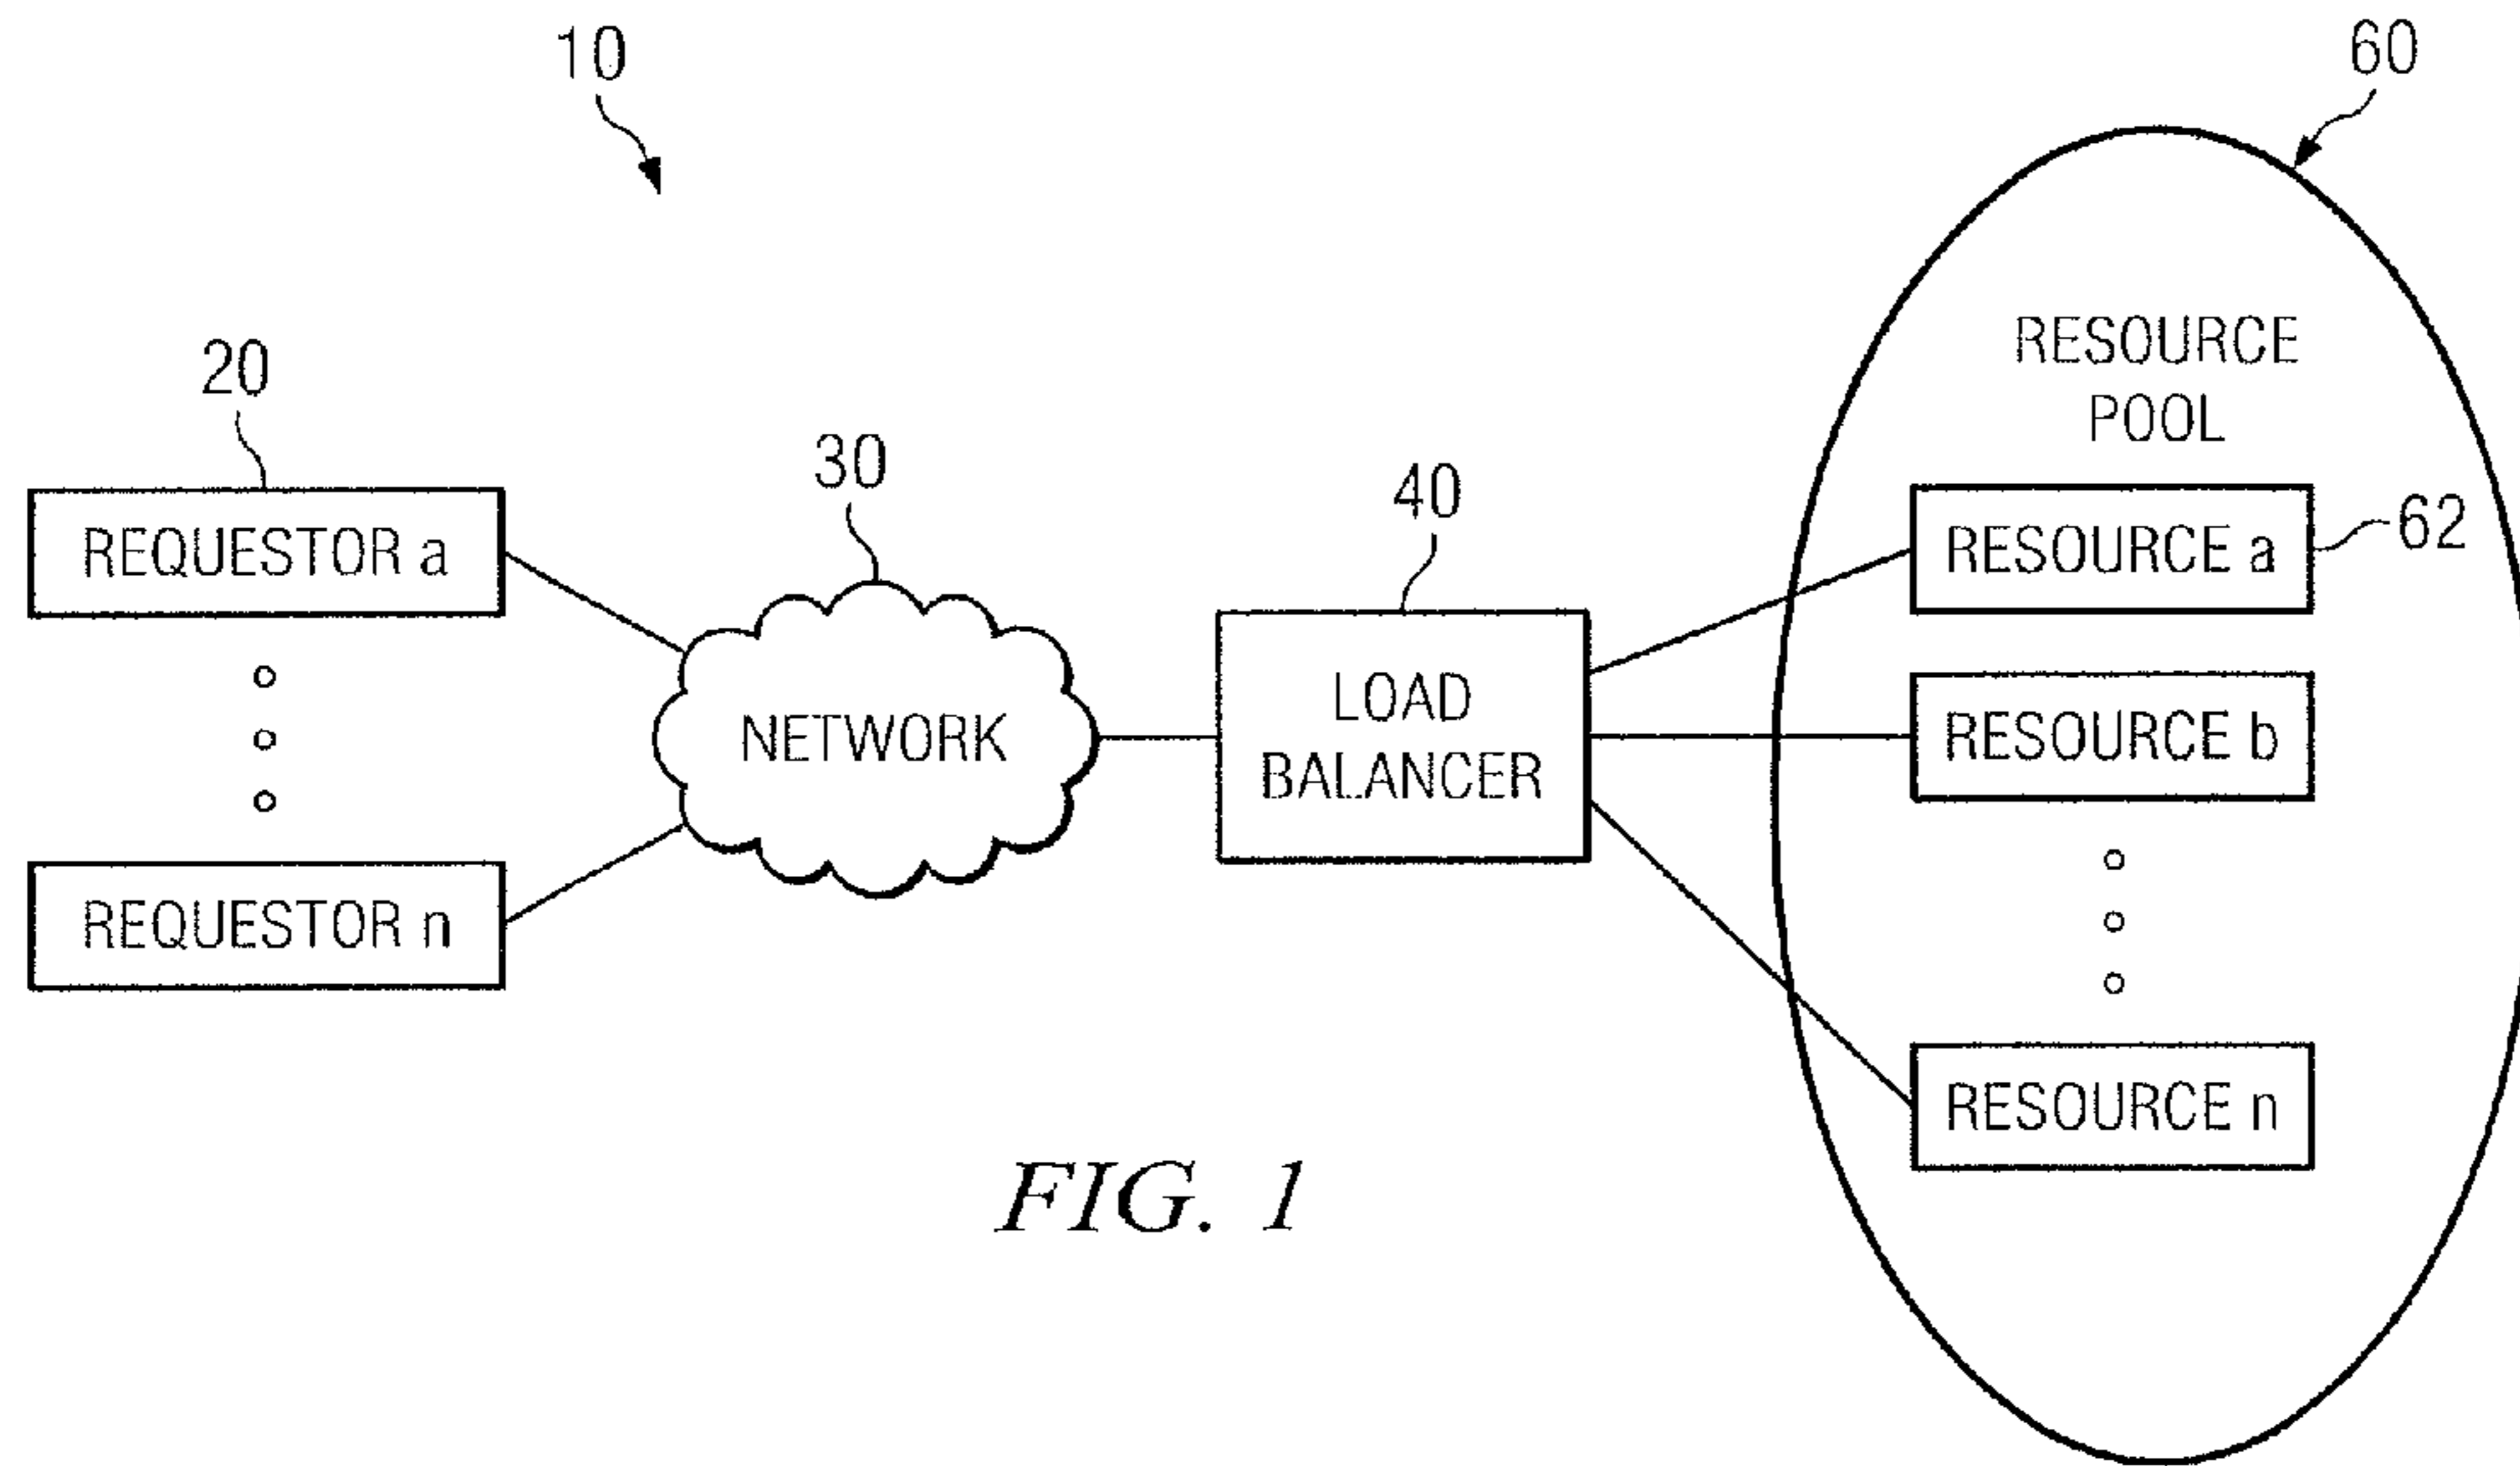 10
60
RESOURCE
POOL
20
30
40
REQUESTOR a
RESOURCE a
62
NETWORK
LOAD
BALANCER
RESOURCE b
REQUESTOR n
RESOURCE n
FIG. 1